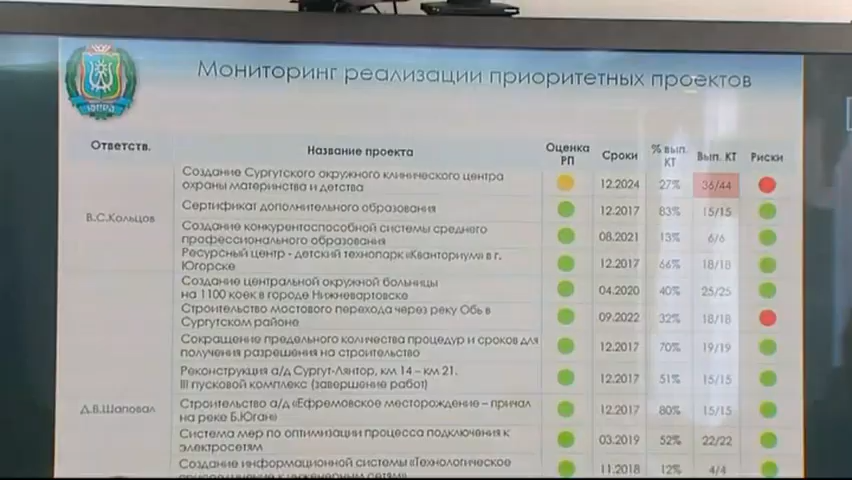 ЮГРА
Мониторинг реализации приоритетных проектов
Ответств. Название проекта Оценка РП Сроки % вып. КТ Вып. КТ Риски
Создание Сургутского окружного клинического центра
охраны материнства и детства 12.2024 27% 36/44
В.С.Кольцов
Сертификат дополнительного образования 12.2017 83% 15/15
Создание конкурентоспособной системы среднего
профессионального образования 08.2021 13% 6/6
Ресурсный центр - детский технопарк «Кванториум» в г.
Югорске 12.2017 66% 18/18
Создание центральной окружной больницы
на 1100 коек в городе Нижневартовске 04.2020 40% 25/25
Строительство мостового перехода через реку Обь в
Сургутском районе 09.2022 32% 18/18
Сокращение предельного количества процедур и сроков для
получения разрешения на строительство 12.2017 70% 19/19
Реконструкция а/д Сургут-Лянтор, км 14 – км 21.
III пусковой комплекс (завершение работ) 12.2017 51% 15/15
Д.В.Шаповал
Строительство а/д «Ефремовское месторождение – причал
на реке Б.Юган» 12.2017 80% 15/15
Система мер по оптимизации процесса подключения к
электросетям 03.2019 52% 22/22
Создание информационной системы «Технологическое
11.2018 12% 4/4